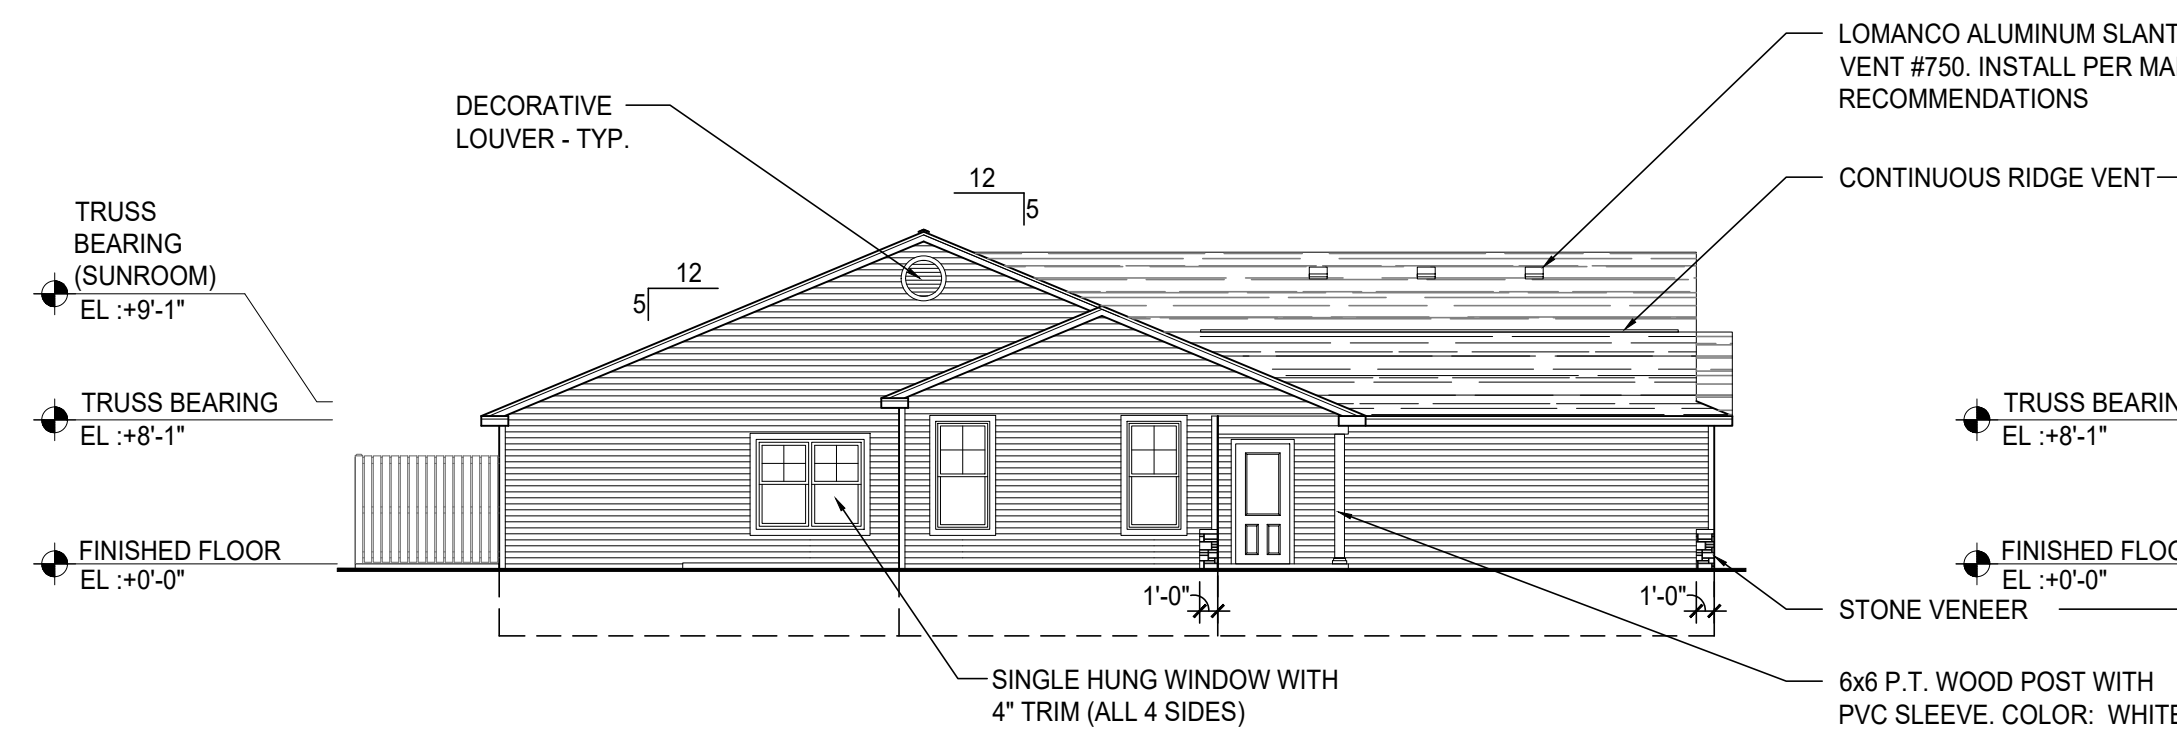 LOMANCO ALUMINUM SLANT
VENT #750. INSTALL PER
RECOMMENDATIONS
DECORATIVE
LOUVER - TYP.
12
5
CONTINUOUS RIDGE VENT
TRUSS
BEARING
(SUNROOM)
EL :+9'-1"
12
5
TRUSS BEARING
EL :+8'-1"
TRUSS
EL :+8'-1"
FINISHED FLOOR
EL :+0'-0"
FINISHED
EL :+0'-0"
1'-0"
1'-0"
STONE VENEER
SINGLE HUNG WINDOW WITH
4" TRIM (ALL 4 SIDES)
6x6 P.T. WOOD POST WITH
PVC SLEEVE. COLOR: WHITE